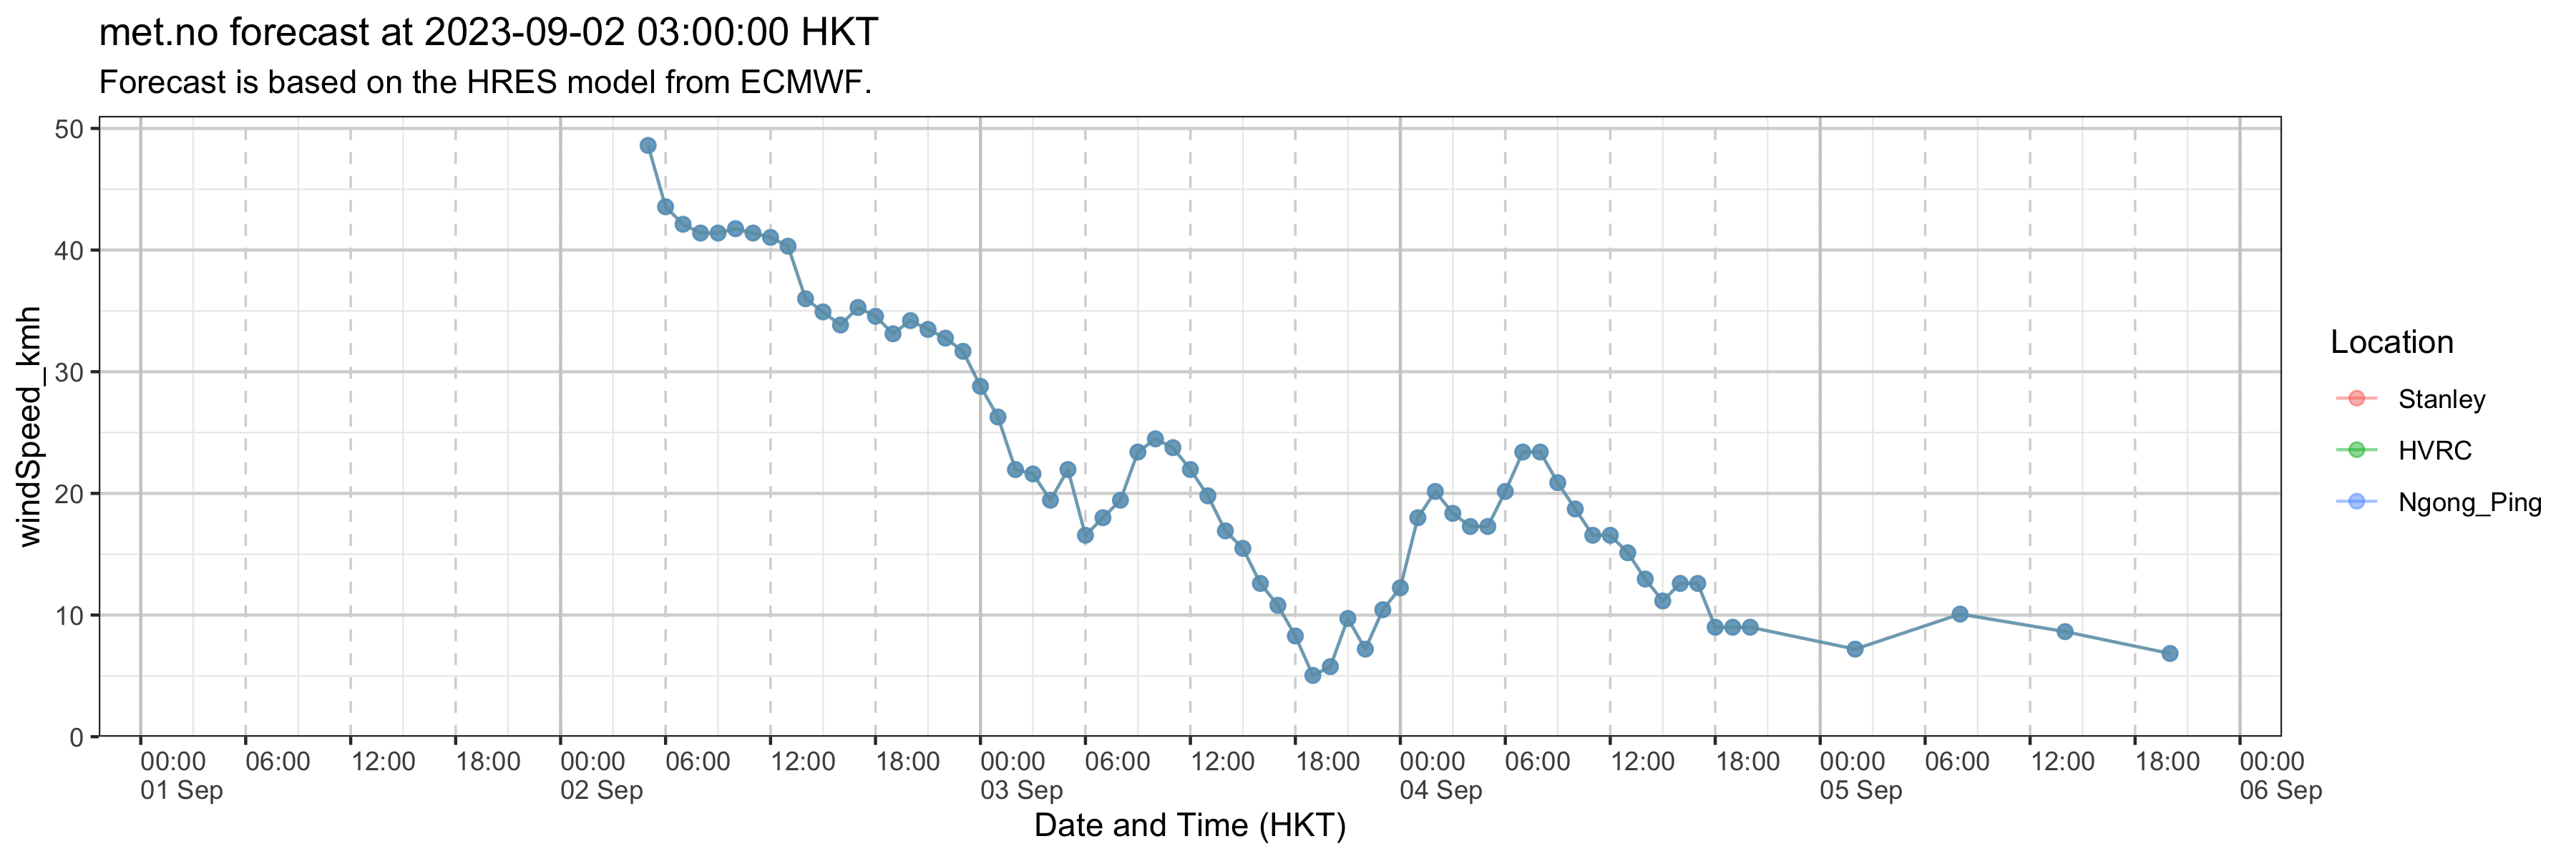 met.no forecast at 2023-09-02 03:00:00 HKT
Forecast is based on the HRES model from ECMWF.
windSpeed_kmh
50
40
30
20
10
0
00:00 06:00 12:00 18:00 00:00 06:00 12:00 18:00 00:00 06:00 12:00 18:00 00:00 06:00 12:00 18:00 00:00 06:00 12:00 18:00 00:00
01 Sep 02 Sep 03 Sep 04 Sep 05 Sep 06 Sep
Date and Time (HKT)
Location
Stanley
HVRC
Ngong_Ping